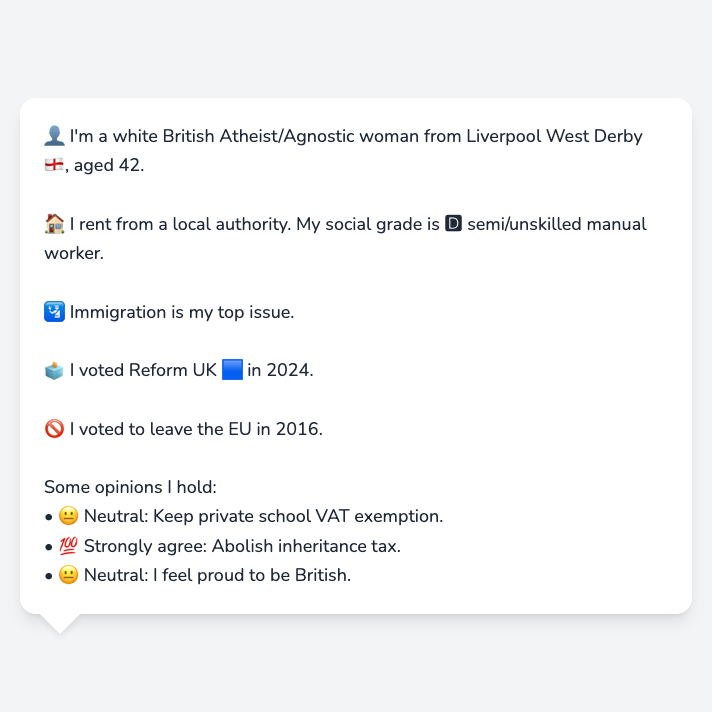 👤 I'm a white British Atheist/Agnostic woman from Liverpool West Derby
🏴󠁧󠁢󠁥󠁮󠁧󠁿, aged 42.
🏠 I rent from a local authority. My social grade is 🅳 semi/unskilled manual
worker.
🛂 Immigration is my top issue.
🗳️ I voted Reform UK 🟦 in 2024.
🚫 I voted to leave the EU in 2016.
Some opinions I hold:
• 😐 Neutral: Keep private school VAT exemption.
• 💯 Strongly agree: Abolish inheritance tax.
• 😐 Neutral: I feel proud to be British.